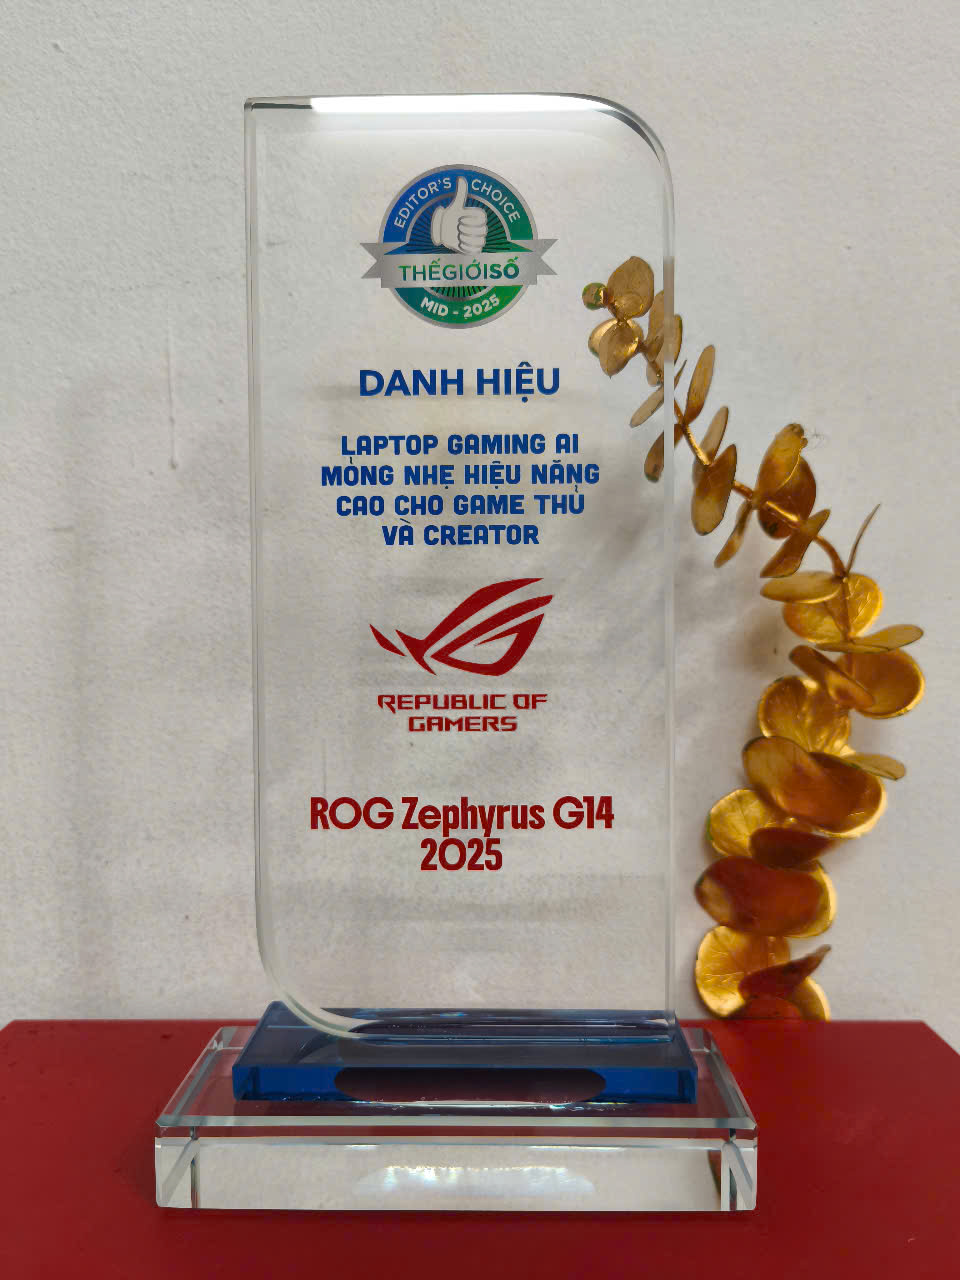 EDITOR'S CHOICE
THẾGIỚISỐ
MID - 2025
DANH HIỆU
LAPTOP GAMING AI
MỎNG NHẸ HIỆU NĂNG
CAO CHO GAME THỦ
VÀ CREATOR
REPUBLIC OF
GAMERS
ROG Zephyrus G14
2025